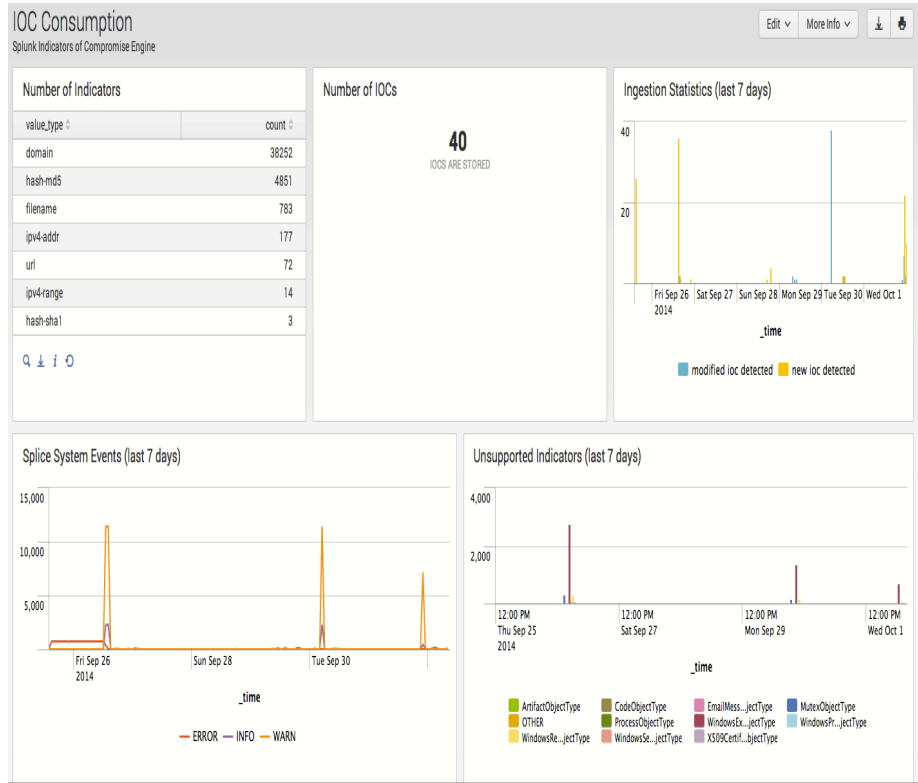 IOC Consumption
Splunk Indicators of Compromise Engine
Edit
More Info
Number of Indicators
value_type count
domain 38252
hash-md5 4851
filename 783
ipv4-addr 177
url 72
ipv4-range 14
hash-sha1 3
Number of IOCs
40
IOCS ARE STORED
Ingestion Statistics (last 7 days)
40
20
Fri Sep 26 Sat Sep 27 Sun Sep 28 Mon Sep 29 Tue Sep 30 Wed Oct 1
2014
_time
modified ioc detected new ioc detected
Splice System Events (last 7 days)
15,000
10,000
5,000
Fri Sep 26 Sun Sep 28 Tue Sep 30
2014
_time
ERROR INFO WARN
Unsupported Indicators (last 7 days)
4,000
2,000
12:00 PM 12:00 PM 12:00 PM 12:00 PM
Thu Sep 25 Sat Sep 27 Mon Sep 29 Wed Oct 1
2014
_time
ArtifactObjectType CodeObjectType EmailMess...jectType MutexObjectType
OTHER ProcessObjectType WindowsEx...jectType WindowsPr...jectType
WindowsRe...jectType WindowsSe...jectType X509Certif...bjectType